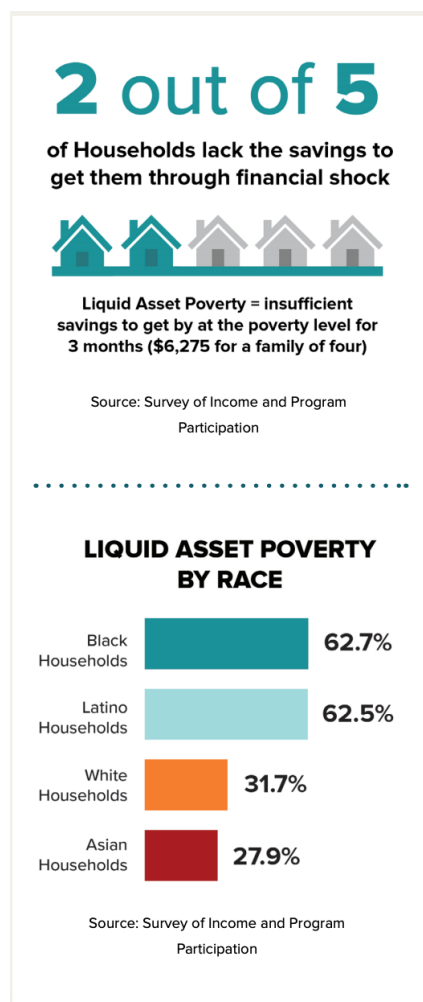 2 out of 5
of Households lack the savings to
get them through financial shock
Liquid Asset Poverty = insufficient
savings to get by at the poverty level for
3 months ($6,275 for a family of four)
Source: Survey of Income and Program
Participation
LIQUID ASSET POVERTY
BY RACE
Black
Households
62.7%
Latino
Households
62.5%
White
Households
31.7%
Asian
Households
27.9%
Source: Survey of Income and Program
Participation